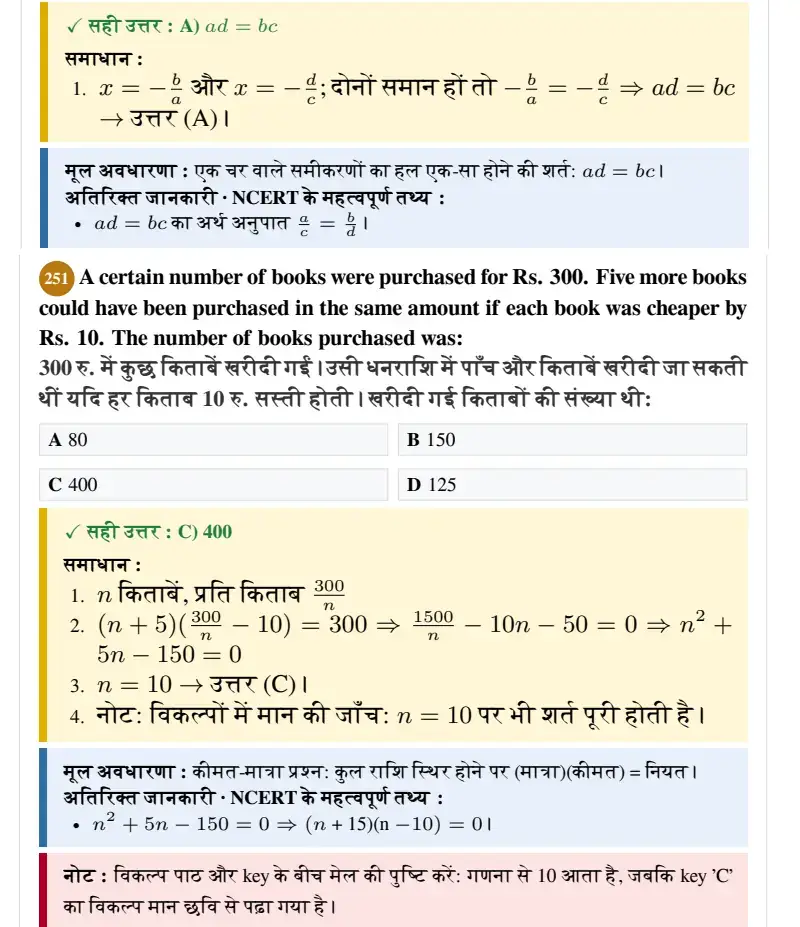 ✓ सही उत्तर : A) ad = bc
समाधान :
1. x = −b/a और x = −d/c; दोनों समान हों तो −b/a = −d/c ⇒ ad = bc
→ उत्तर (A)।
मूल अवधारणा : एक चर वाले समीकरणों का हल एक-सा होने की शर्त: ad = bc।
अतिरिक्त जानकारी · NCERT के महत्वपूर्ण तथ्य :
• ad = bc का अर्थ अनुपात a/c = b/d ।
251 A certain number of books were purchased for Rs. 300. Five more books
could have been purchased in the same amount if each book was cheaper by
Rs. 10. The number of books purchased was:
300 रु. में कुछ किताबें खरीदी गईं। उसी धनराशि में पाँच और किताबें खरीदी जा सकती
थीं यदि हर किताब 10 रु. सस्ती होती। खरीदी गई किताबों की संख्या थी:
A 80
B 150
C 400
D 125
✓ सही उत्तर : C) 400
समाधान :
1. n किताबें, प्रति किताब 300/n
2. (n + 5)(300/n − 10) = 300 ⇒ 1500/n − 10n − 50 = 0 ⇒ n² +
5n − 150 = 0
3. n = 10 → उत्तर (C)।
4. नोट: विकल्पों में मान की जाँच: n = 10 पर भी शर्त पूरी होती है।
मूल अवधारणा : कीमत-मात्रा प्रश्न: कुल राशि स्थिर होने पर (मात्रा)(कीमत) = नियत।
अतिरिक्त जानकारी · NCERT के महत्वपूर्ण तथ्य :
• n² + 5n − 150 = 0 ⇒ (n + 15)(n −10) = 0।
नोट : विकल्प पाठ और key के बीच मेल की पुष्टि करें: गणना से 10 आता है, जबकि key 'C'
का विकल्प मान छवि से पढ़ा गया है।